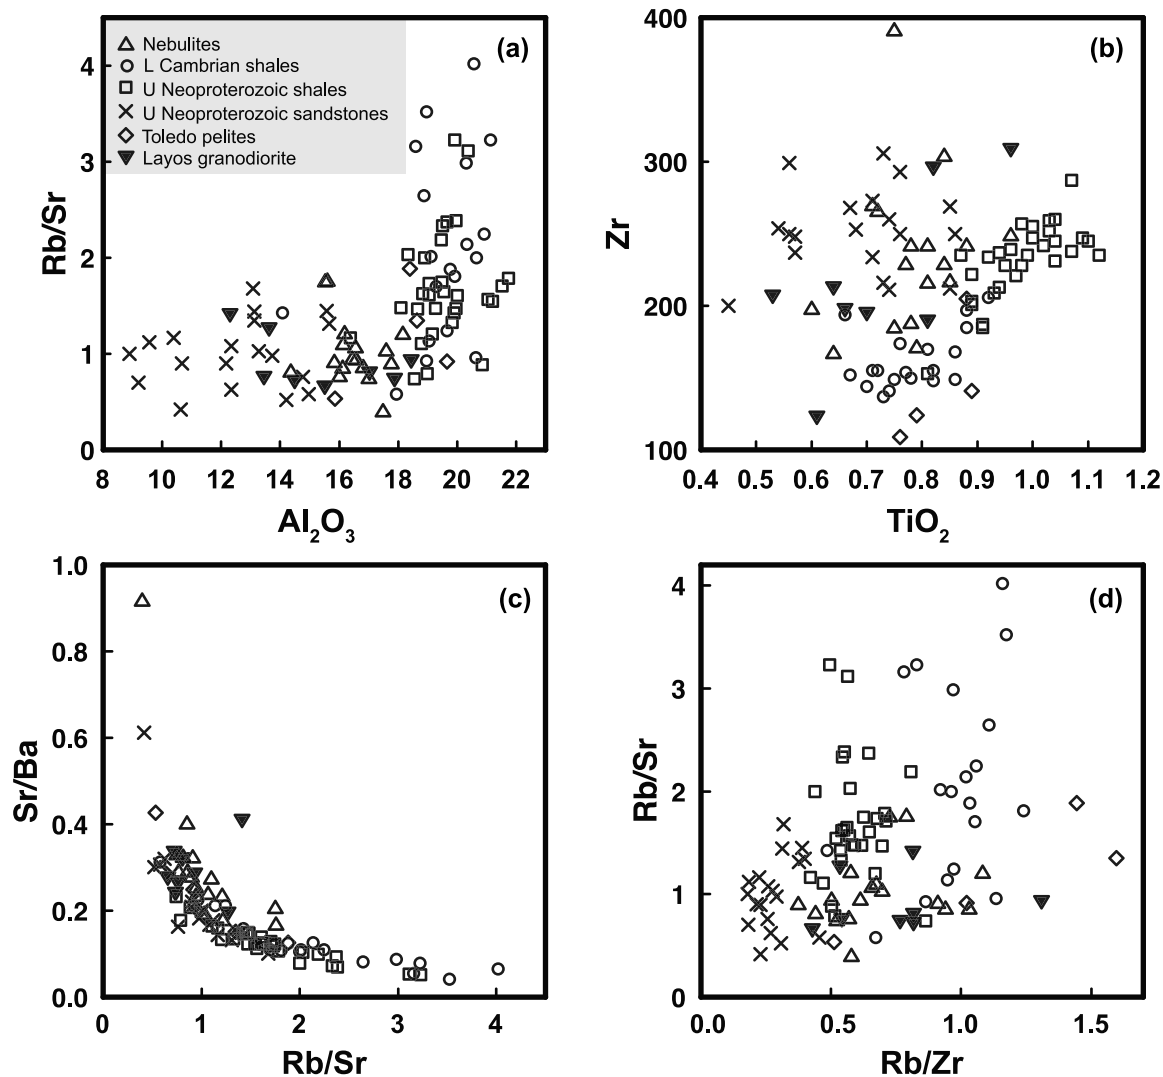 (a)
Nebulites
L Cambrian shales
U Neoproterozoic shales
U Neoproterozoic sandstones
Toledo pelites
Layos granodiorite
4
3
2
1
0
Rb/Sr
8 10 12 14 16 18 20 22
Al2O3
(b)
400
300
200
100
Zr
0.4 0.5 0.6 0.7 0.8 0.9 1.0 1.1 1.2
TiO2
(c)
1.0
0.8
0.6
0.4
0.2
0.0
Sr/Ba
0 1 2 3 4
Rb/Sr
(d)
4
3
2
1
0
Rb/Sr
0.0 0.5 1.0 1.5
Rb/Zr